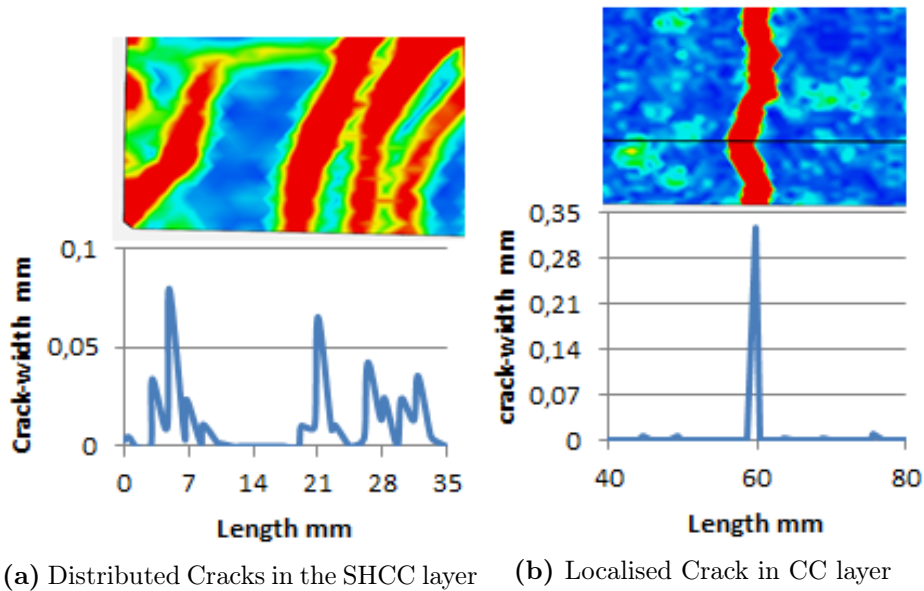 0,1
0,05
0
Crack-width mm
0 7 14 21 28 35
Length mm
(a) Distributed Cracks in the SHCC layer
0,35
0,28
0,21
0,14
0,07
0
crack-width mm
40 60 80
Length mm
(b) Localised Crack in CC layer